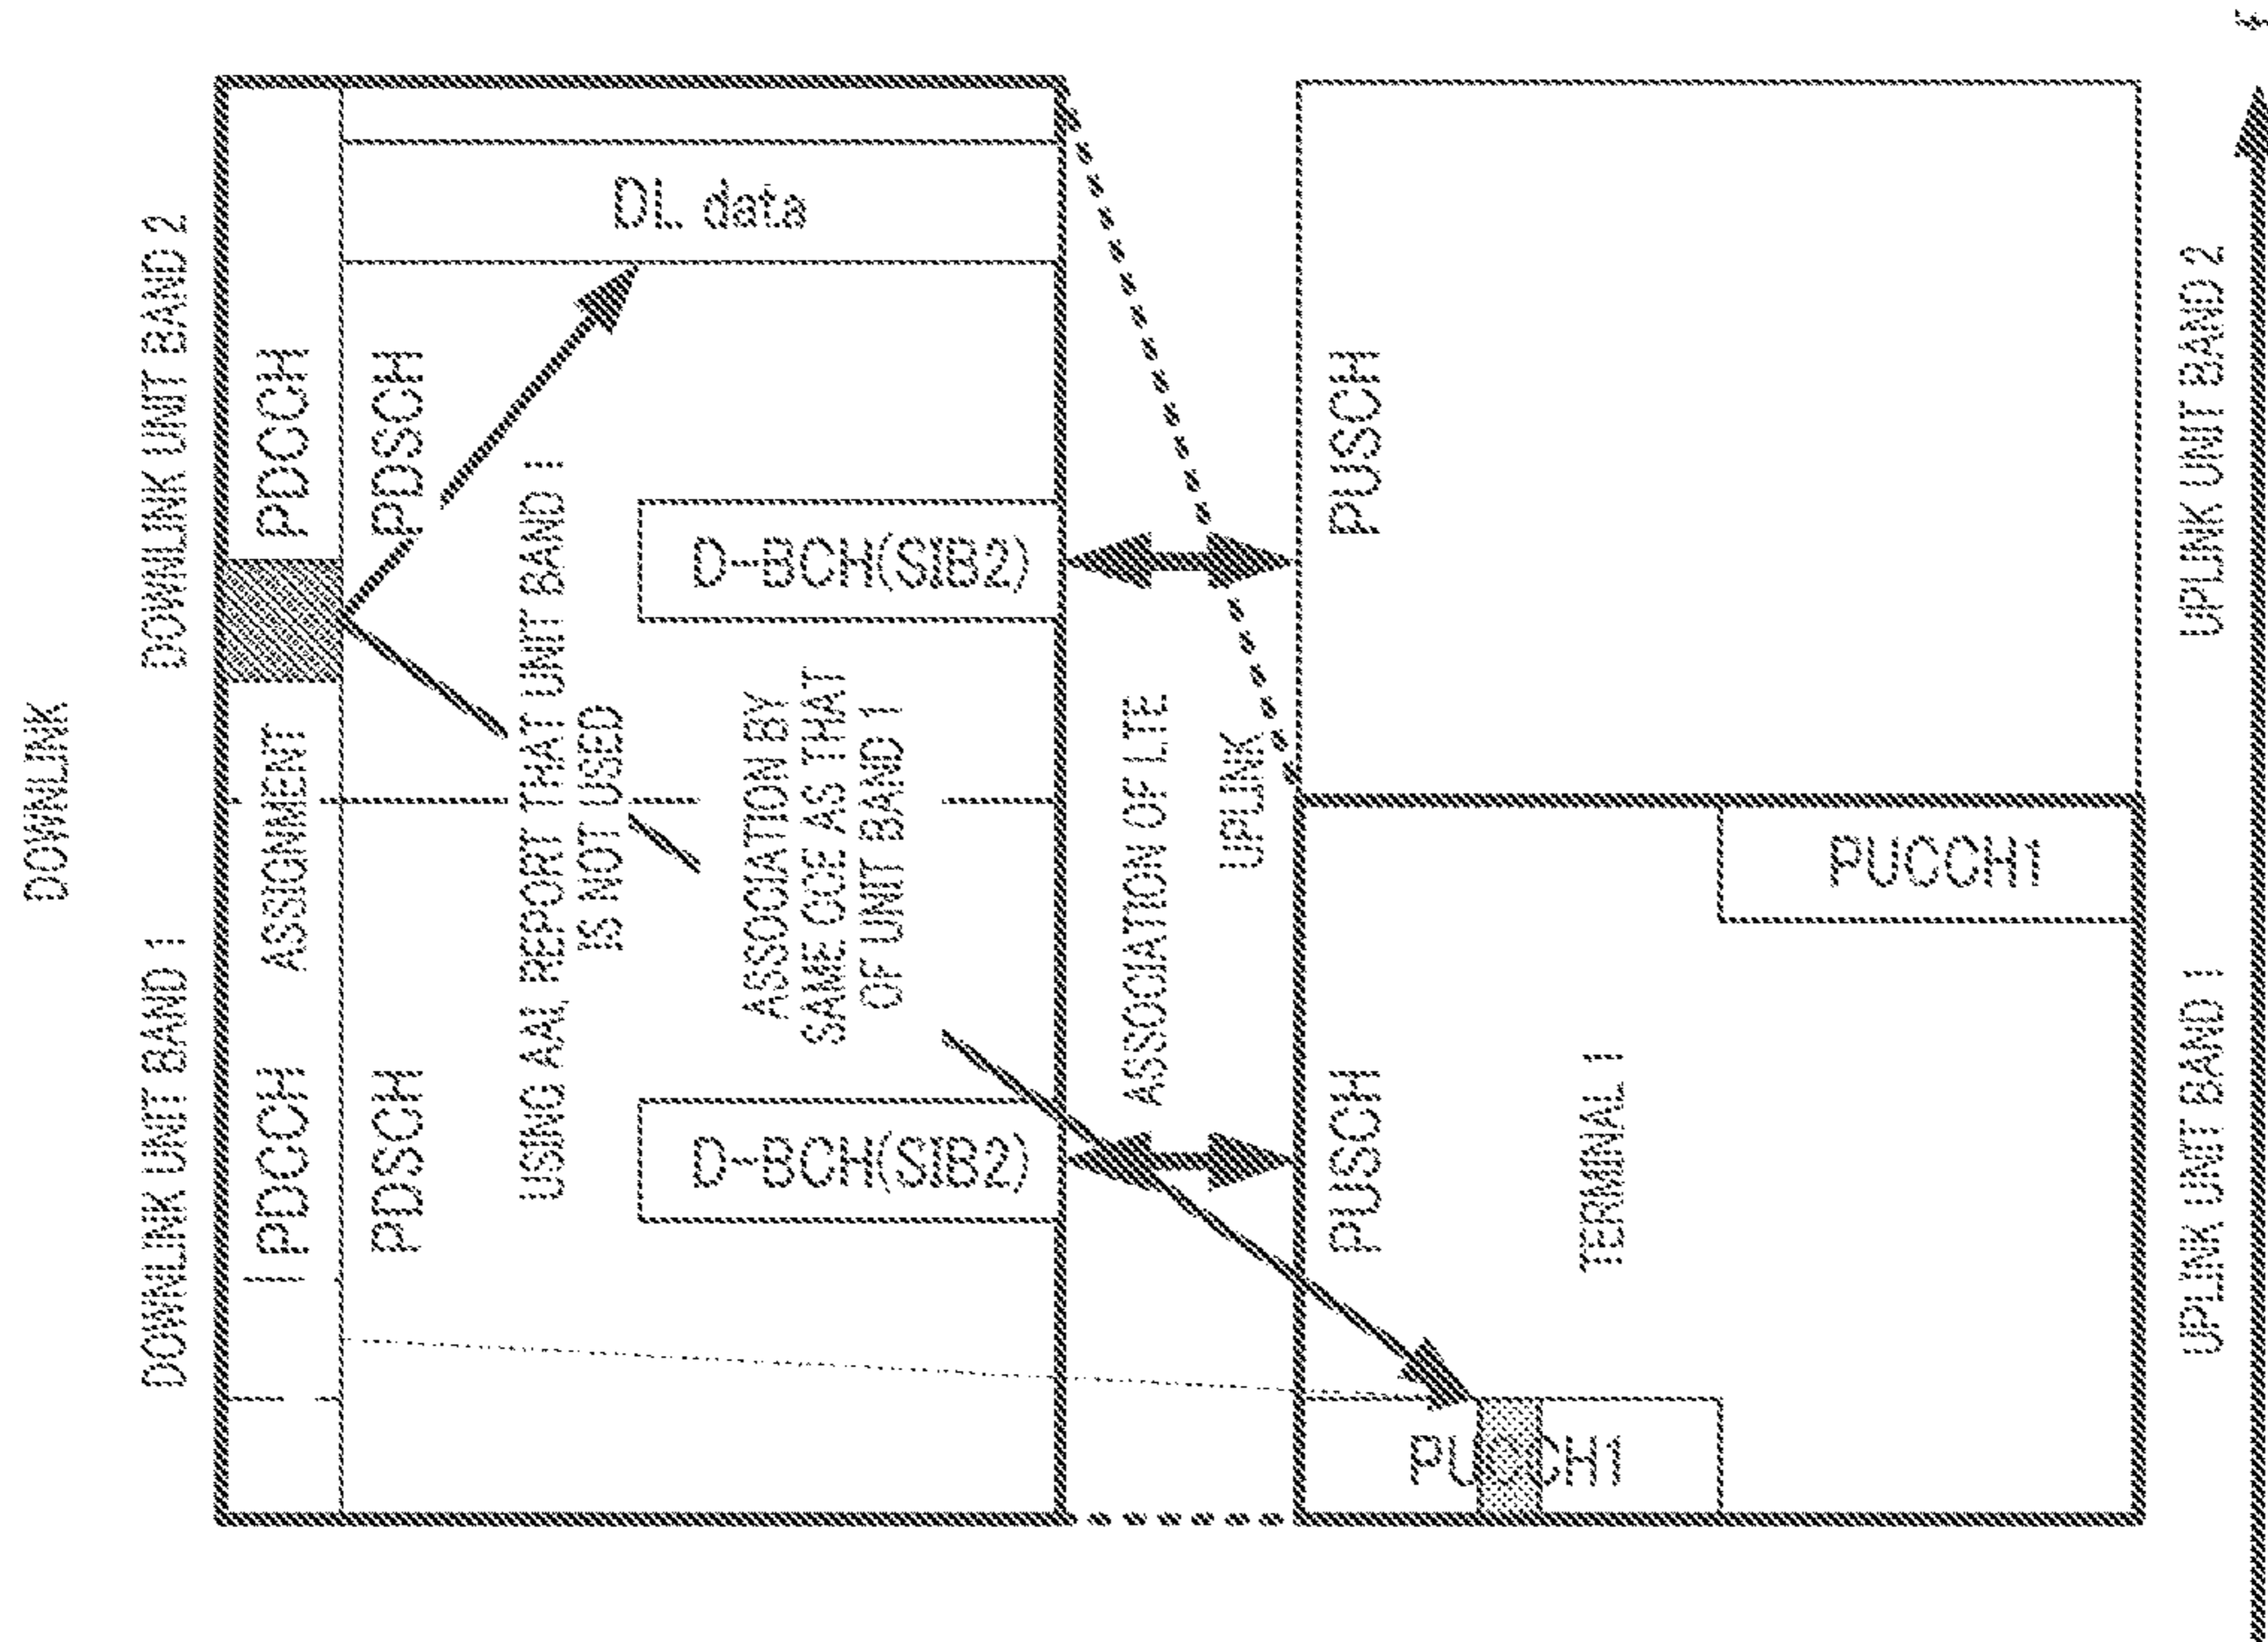 DOWNLINK
DOWNLINK UNIT BAND 1
DOWNLINK UNIT BAND 2
PDCCH
ASSIGNMENT
PDCCH
PDSCH
PDSCH
USING AAI, REPORT THAT UNIT BAND 1
IS NOT USED
DL data
ASSOCIATION BY
SAME CCE AS THAT
OF UNIT BAND 1
D-BCH(SIB2)
D-BCH(SIB2)
ASSOCIATION OF LTE
UPLINK
PUSCH
PUSCH
TERMINAL 1
PUCCH1
PUCCH1
UPLINK UNIT BAND 1
UPLINK UNIT BAND 2
f